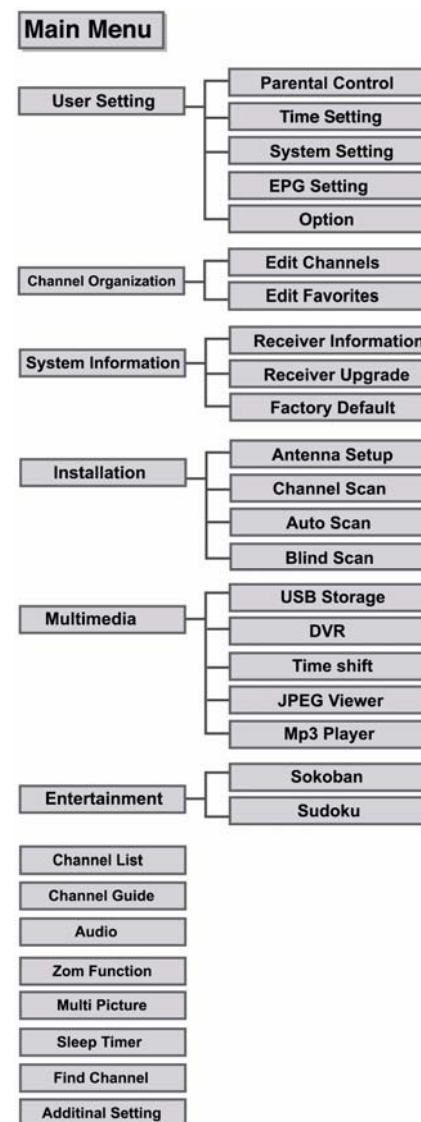 Main Menu
User Setting
Parental Control
Time Setting
System Setting
EPG Setting
Option
Channel Organization
Edit Channels
Edit Favorites
System Information
Receiver Information
Receiver Upgrade
Factory Default
Installation
Antenna Setup
Channel Scan
Auto Scan
Blind Scan
Multimedia
USB Storage
DVR
Time shift
JPEG Viewer
Mp3 Player
Entertainment
Sokoban
Sudoku
Channel List
Channel Guide
Audio
Zom Function
Multi Picture
Sleep Timer
Find Channel
Additinal Setting